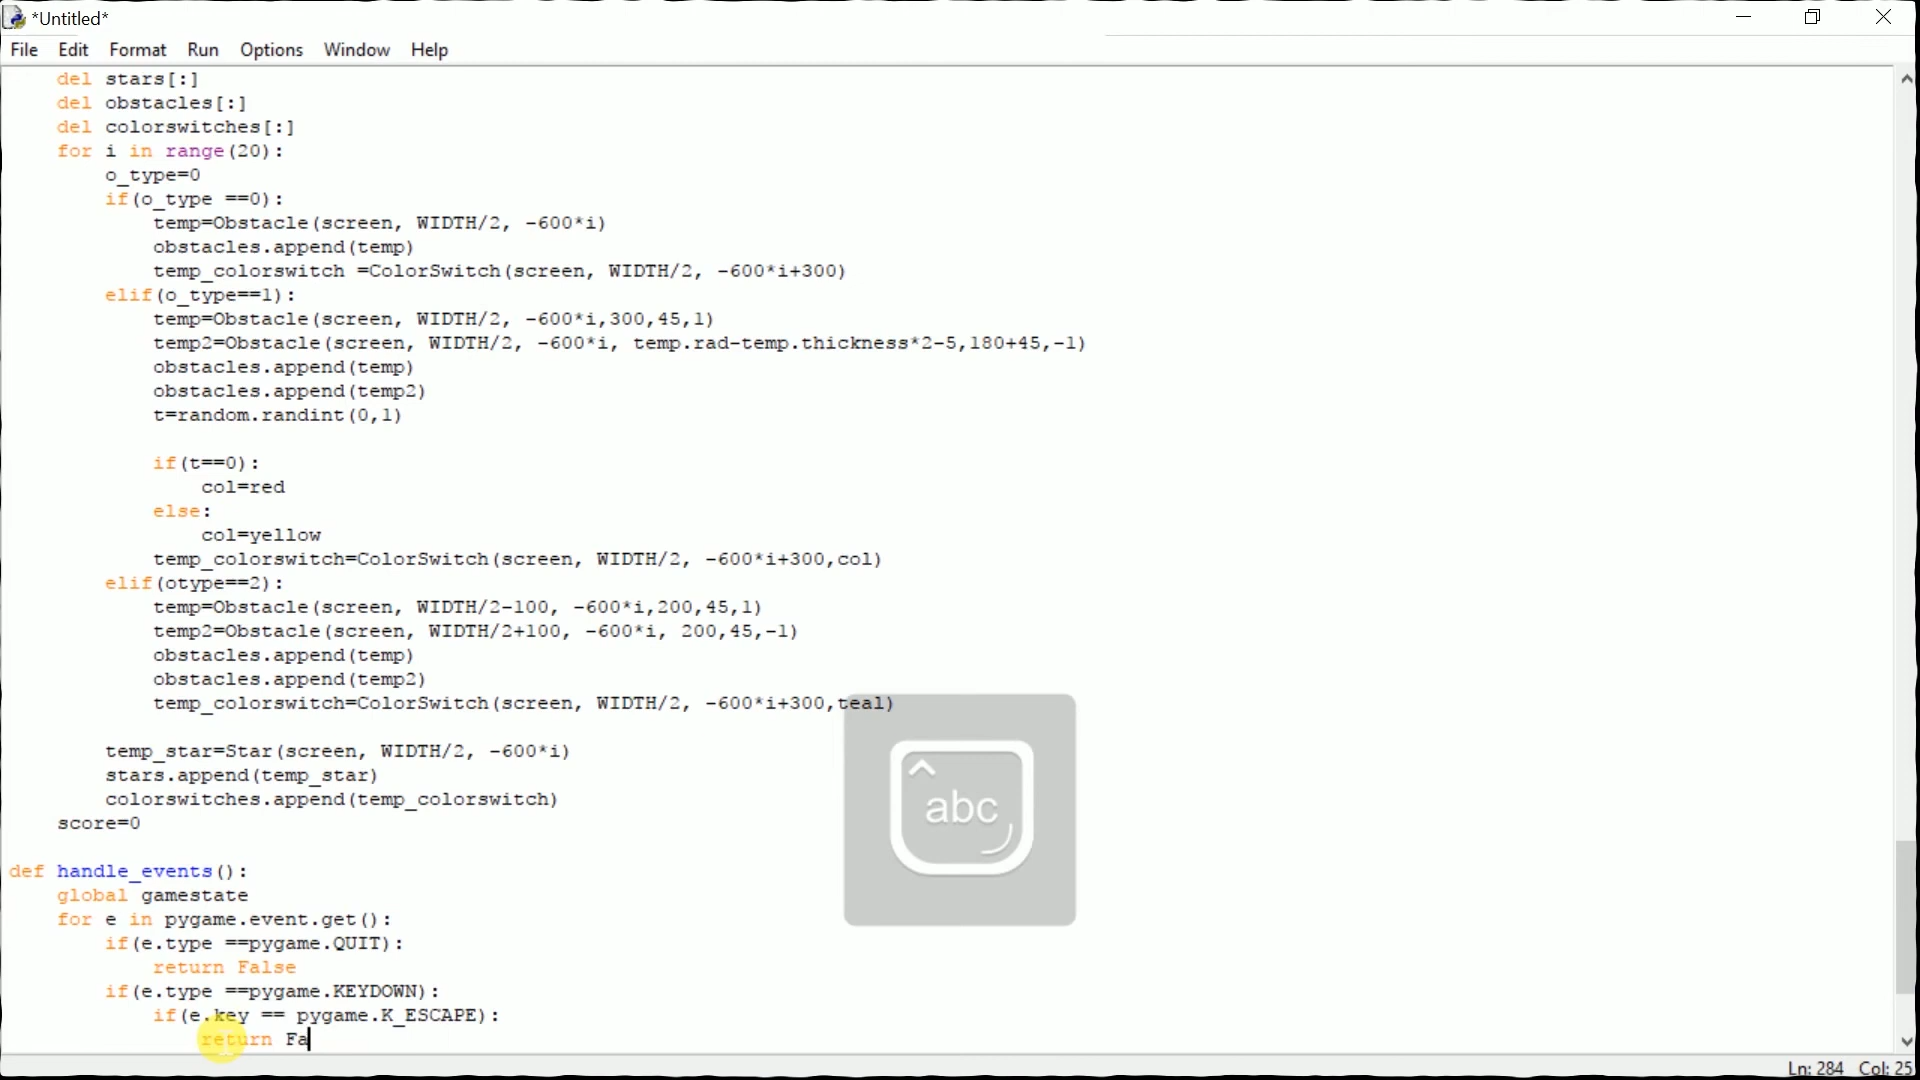 *Untitled*
File Edit Format Run Options Window Help
del stars[:]
del obstacles[:]
del colorswitches[:]
for i in range(20):
o_type=0
if(o_type ==0):
temp=Obstacle(screen, WIDTH/2, -600*i)
obstacles.append(temp)
temp_colorswitch =ColorSwitch(screen, WIDTH/2, -600*i+300)
elif(o_type==1):
temp=Obstacle(screen, WIDTH/2, -600*i,300,45,1)
temp2=Obstacle(screen, WIDTH/2, -600*i, temp.rad-temp.thickness*2-5,180+45,-1)
obstacles.append(temp)
obstacles.append(temp2)
t=random.randint(0,1)
if(t==0):
col=red
else:
col=yellow
temp_colorswitch=ColorSwitch(screen, WIDTH/2, -600*i+300,col)
elif(otype==2):
temp=Obstacle(screen, WIDTH/2-100, -600*i,200,45,1)
temp2=Obstacle(screen, WIDTH/2+100, -600*i, 200,45,-1)
obstacles.append(temp)
obstacles.append(temp2)
temp_colorswitch=ColorSwitch(screen, WIDTH/2, -600*i+300,teal)
temp_star=Star(screen, WIDTH/2, -600*i)
stars.append(temp_star)
colorswitches.append(temp_colorswitch)
score=0
abc
def handle_events():
global gamestate
for e in pygame.event.get():
if(e.type ==pygame.QUIT):
return False
if(e.type ==pygame.KEYDOWN):
if(e.key == pygame.K_ESCAPE):
return Fa
Ln: 284 Col: 25